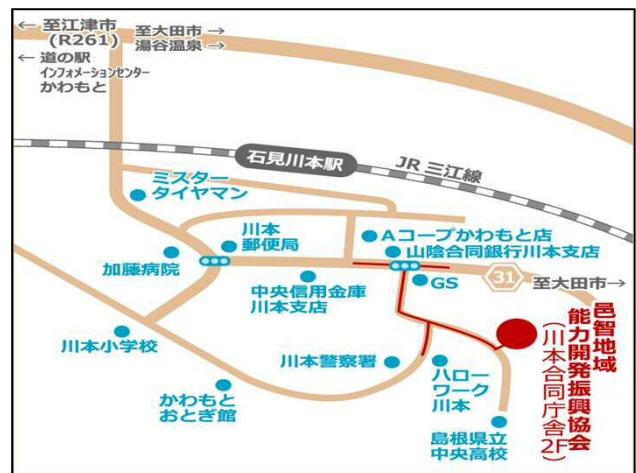 ← 至江津市
(R261)
至大田市 →
湯谷温泉
← 道の駅
インフォメーションセンター
かわもと
石見川本駅
JR 三江線
ミスター
タイヤマン
川本
郵便局
Aコープかわもと店
山陰合同銀行川本支店
加藤病院
中央信用金庫
川本支店
GS
31
至大田市→
川本小学校
川本警察署
ハロー
ワーク
川本
かわもと
おとぎ館
島根県立
中央高校
邑智地域
能力開発振興協会
(川本合同庁舎2F)